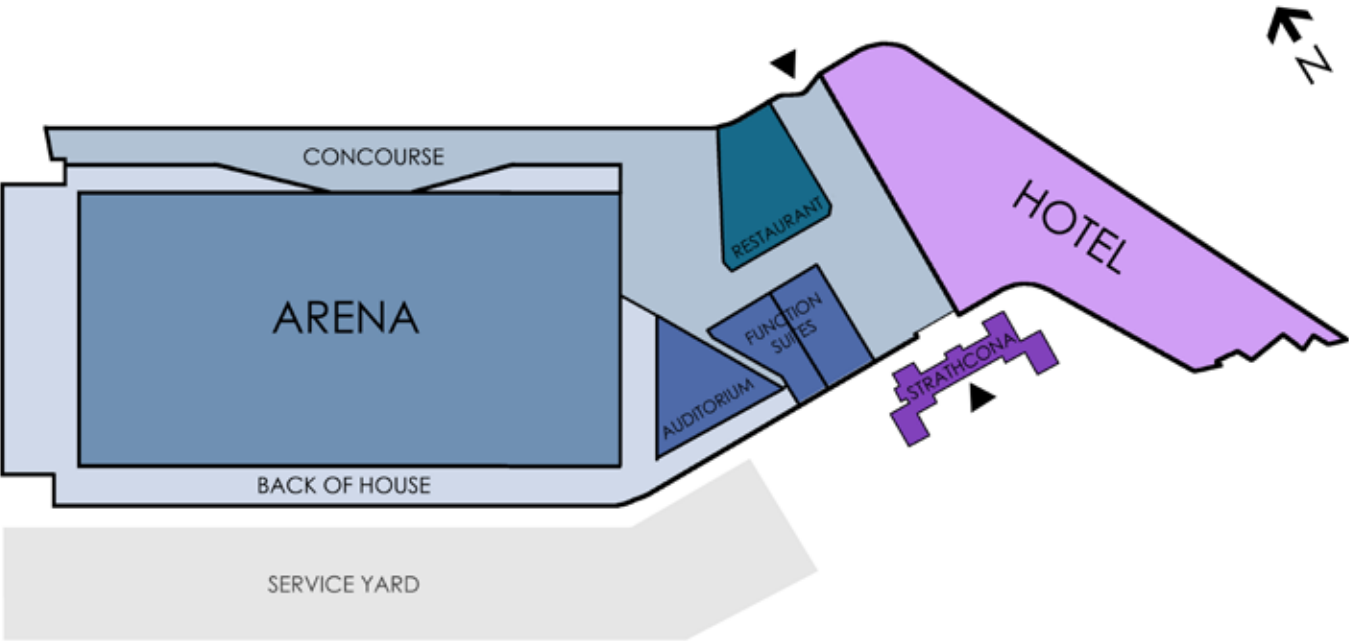 N
CONCOURSE
RESTAURANT
HOTEL
ARENA
FUNCTION
SUITES
STRATHCONA
AUDITORIUM
BACK OF HOUSE
SERVICE YARD